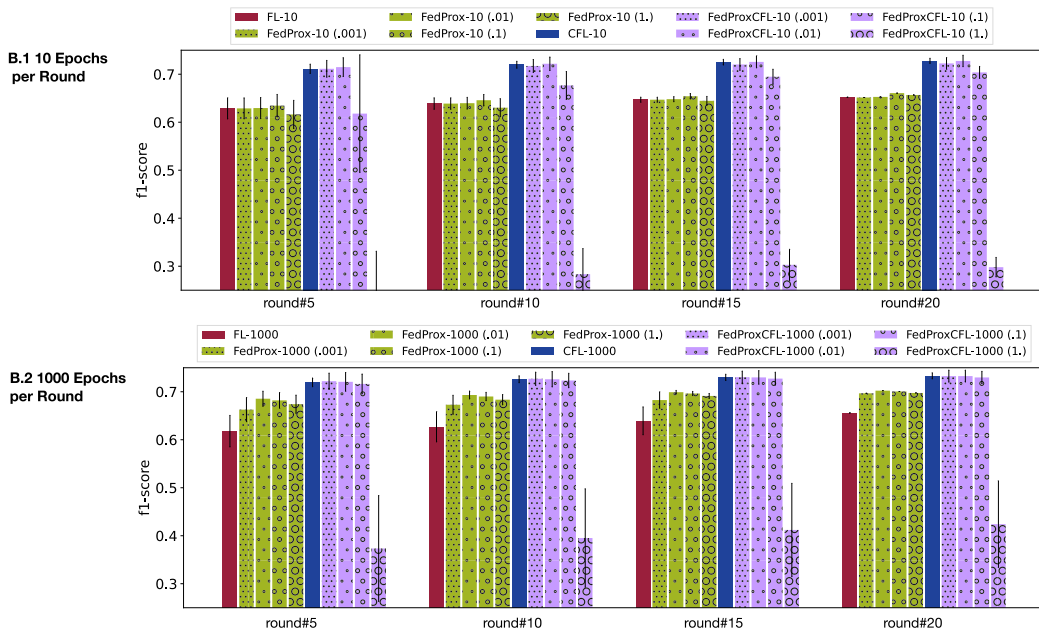 FL-10 FedProx-10 (.01) FedProx-10 (1.) FedProxCFL-10 (.001) FedProxCFL-10 (.1)
FedProx-10 (.001) FedProx-10 (.1) CFL-10 FedProxCFL-10 (.01) FedProxCFL-10 (1.)
B.1 10 Epochs
per Round
f1-score
0.7
0.6
0.5
0.4
0.3
round#5 round#10 round#15 round#20
FL-1000 FedProx-1000 (.01) FedProx-1000 (1.) FedProxCFL-1000 (.001) FedProxCFL-1000 (.1)
FedProx-1000 (.001) FedProx-1000 (.1) CFL-1000 FedProxCFL-1000 (.01) FedProxCFL-1000 (1.)
B.2 1000 Epochs
per Round
f1-score
0.7
0.6
0.5
0.4
0.3
round#5 round#10 round#15 round#20